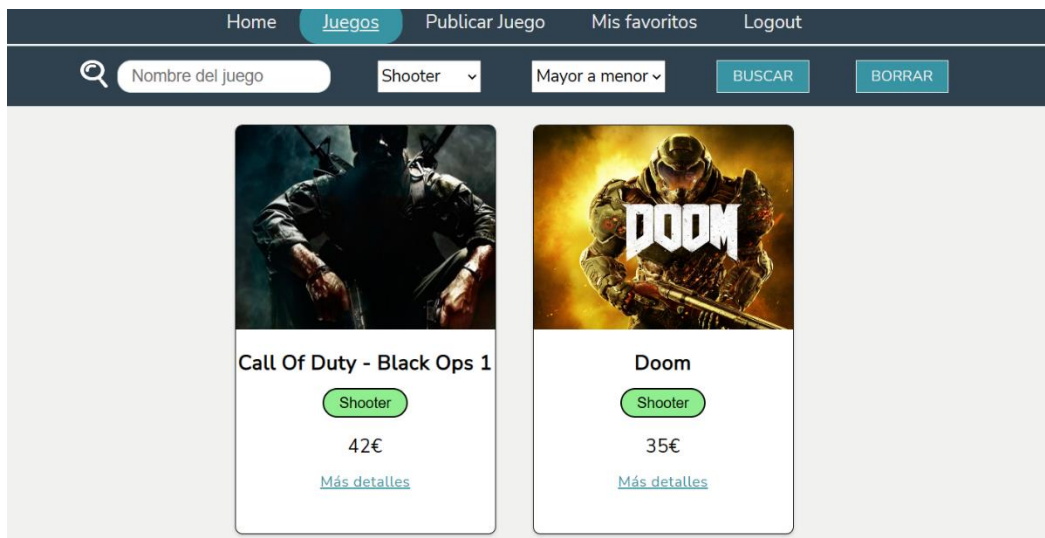 Home Juegos Publicar Juego Mis favoritos Logout
Nombre del juego Shooter Mayor a menor BUSCAR BORRAR
DOOM
Call Of Duty - Black Ops 1 Doom
Shooter Shooter
42€ 35€
Más detalles Más detalles